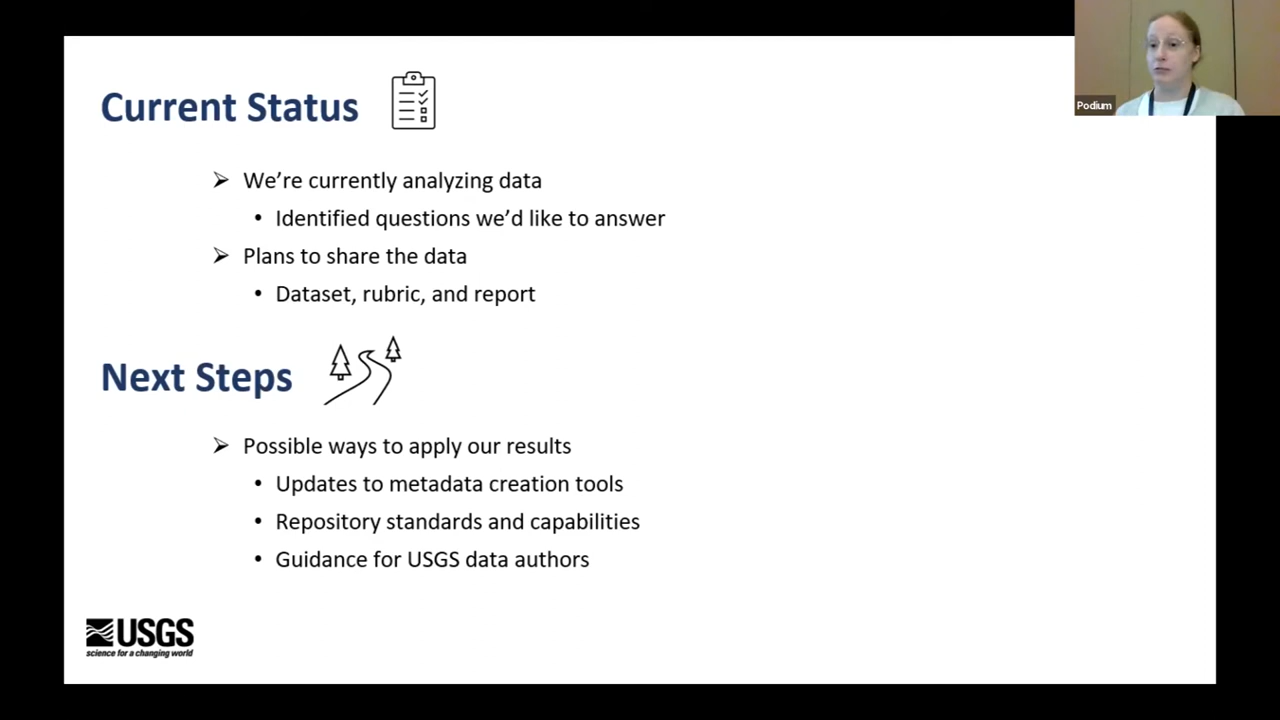 Current Status
➢ We’re currently analyzing data
• Identified questions we’d like to answer
➢ Plans to share the data
• Dataset, rubric, and report
Next Steps
➢ Possible ways to apply our results
• Updates to metadata creation tools
• Repository standards and capabilities
• Guidance for USGS data authors
USGS
science for a changing world
Podium